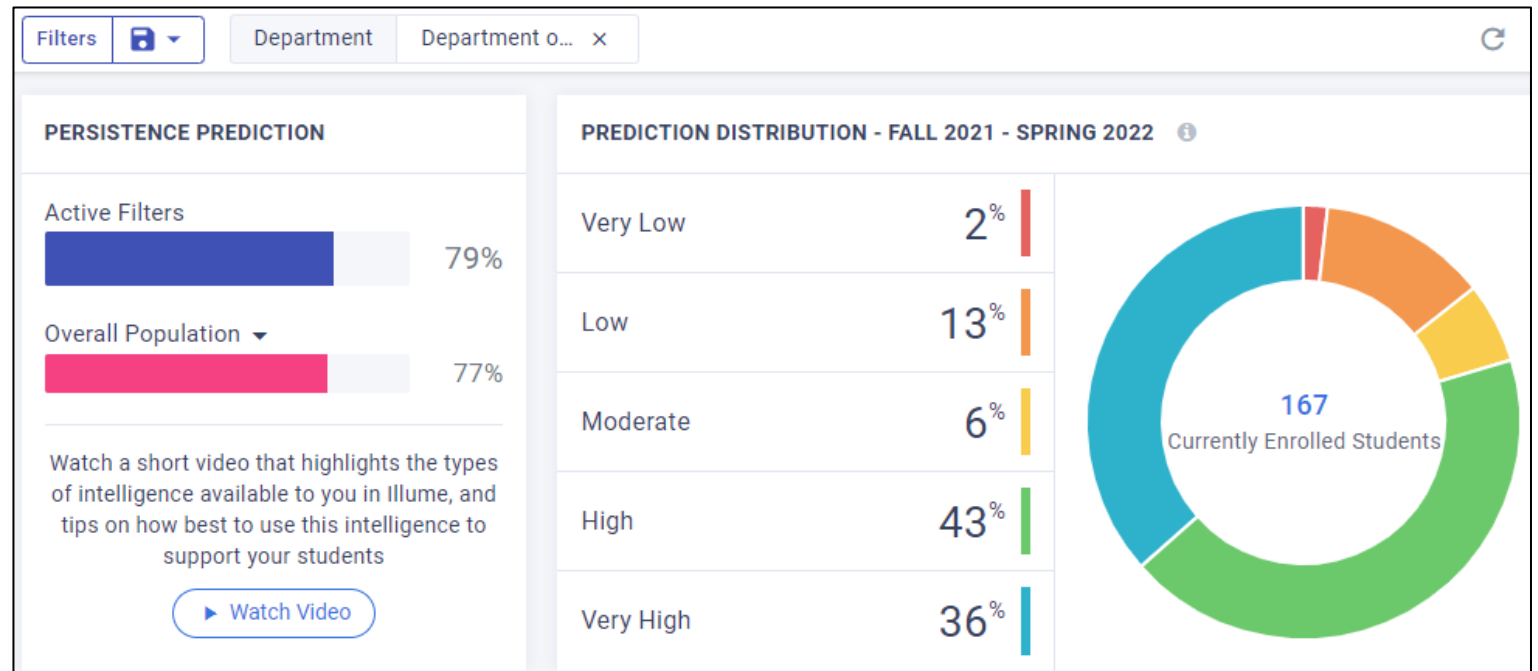 Filters
Department
Department o...
PERSISTENCE PREDICTION
Active Filters
79%
Overall Population
77%
Watch a short video that highlights the types
of intelligence available to you in Illume, and
tips on how best to use this intelligence to
support your students
Watch Video
PREDICTION DISTRIBUTION - FALL 2021 - SPRING 2022
Very Low
2%
Low
13%
Moderate
6%
High
43%
Very High
36%
167
Currently Enrolled Students